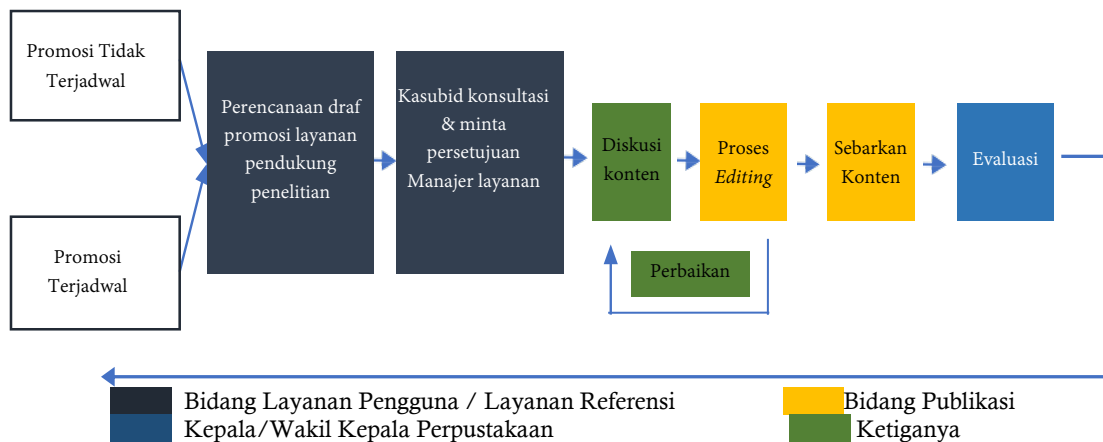 Promosi Tidak
Terjadwal
Promosi
Terjadwal
Perencanaan draf
promosi layanan
pendukung
penelitian
Kasubid konsultasi
& minta
persetujuan
Manajer layanan
Diskusi
konten
Proses
Editing
Sebarkan
Konten
Evaluasi
Perbaikan
Bidang Layanan Pengguna / Layanan Referensi
Kepala/Wakil Kepala Perpustakaan
Bidang Publikasi
Ketiganya